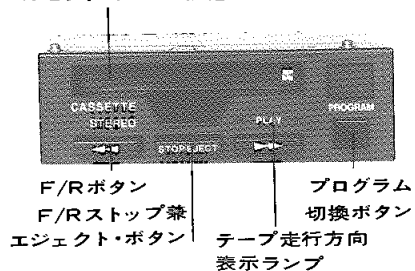 CASSETTE
STEREO
PLAY
PROGRAM
STOP EJECT
F/Rボタン
F/Rストップ兼
エジェクト・ボタン
プログラム
切換ボタン
テープ走行方向
表示ランプ